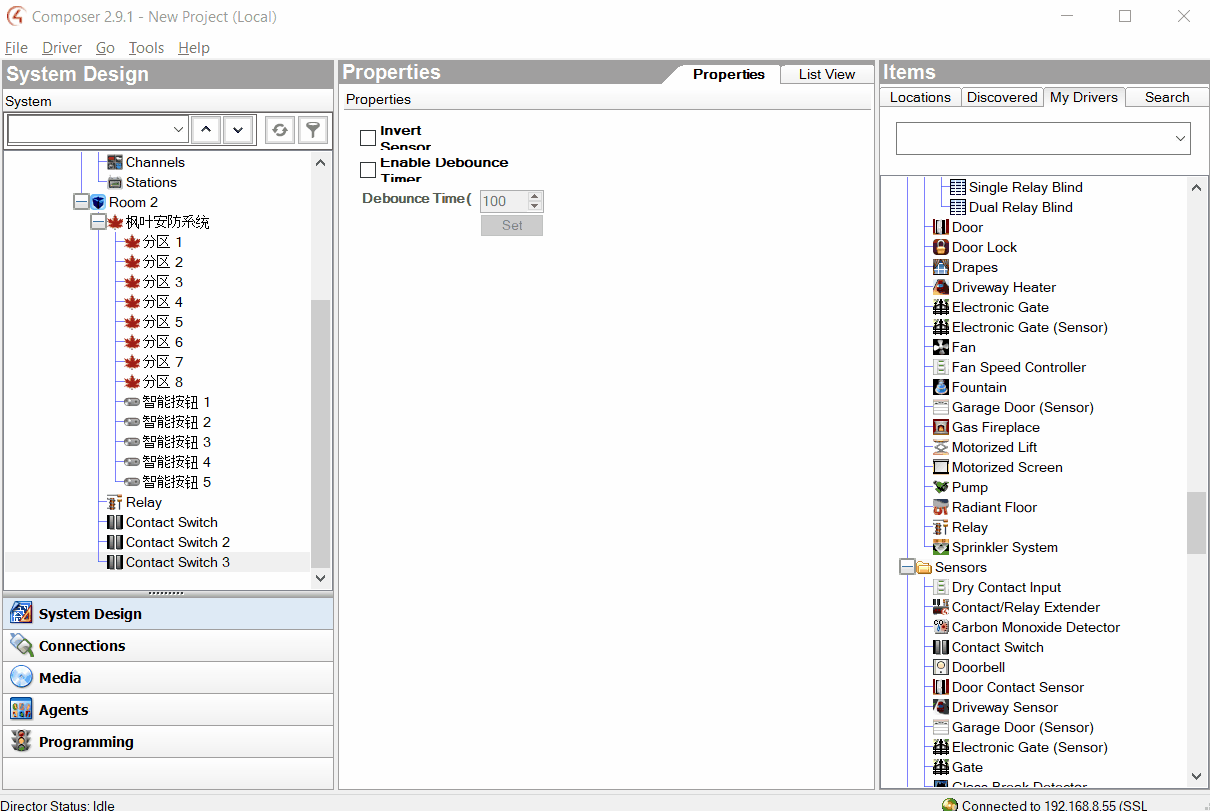 Composer 2.9.1 - New Project (Local)
File Driver Go Tools Help
System Design
System
Channels
Stations
Room 2
枫叶安防系统
分区 1
分区 2
分区 3
分区 4
分区 5
分区 6
分区 7
分区 8
智能按钮 1
智能按钮 2
智能按钮 3
智能按钮 4
智能按钮 5
Relay
Contact Switch
Contact Switch 2
Contact Switch 3
System Design
Connections
Media
Agents
Programming
Director Status: Idle
Properties
Properties List View
Properties
Invert
Sensor
Enable Debounce
Timer
Debounce Time(
100
Set
Items
Locations Discovered My Drivers Search
Single Relay Blind
Dual Relay Blind
Door
Door Lock
Drapes
Driveway Heater
Electronic Gate
Electronic Gate (Sensor)
Fan
Fan Speed Controller
Fountain
Garage Door (Sensor)
Gas Fireplace
Motorized Lift
Motorized Screen
Pump
Radiant Floor
Relay
Sprinkler System
Sensors
Dry Contact Input
Contact/Relay Extender
Carbon Monoxide Detector
Contact Switch
Doorbell
Door Contact Sensor
Driveway Sensor
Garage Door (Sensor)
Electronic Gate (Sensor)
Gate
Glass Break Detector
Connected to 192.168.8.55 (SSL